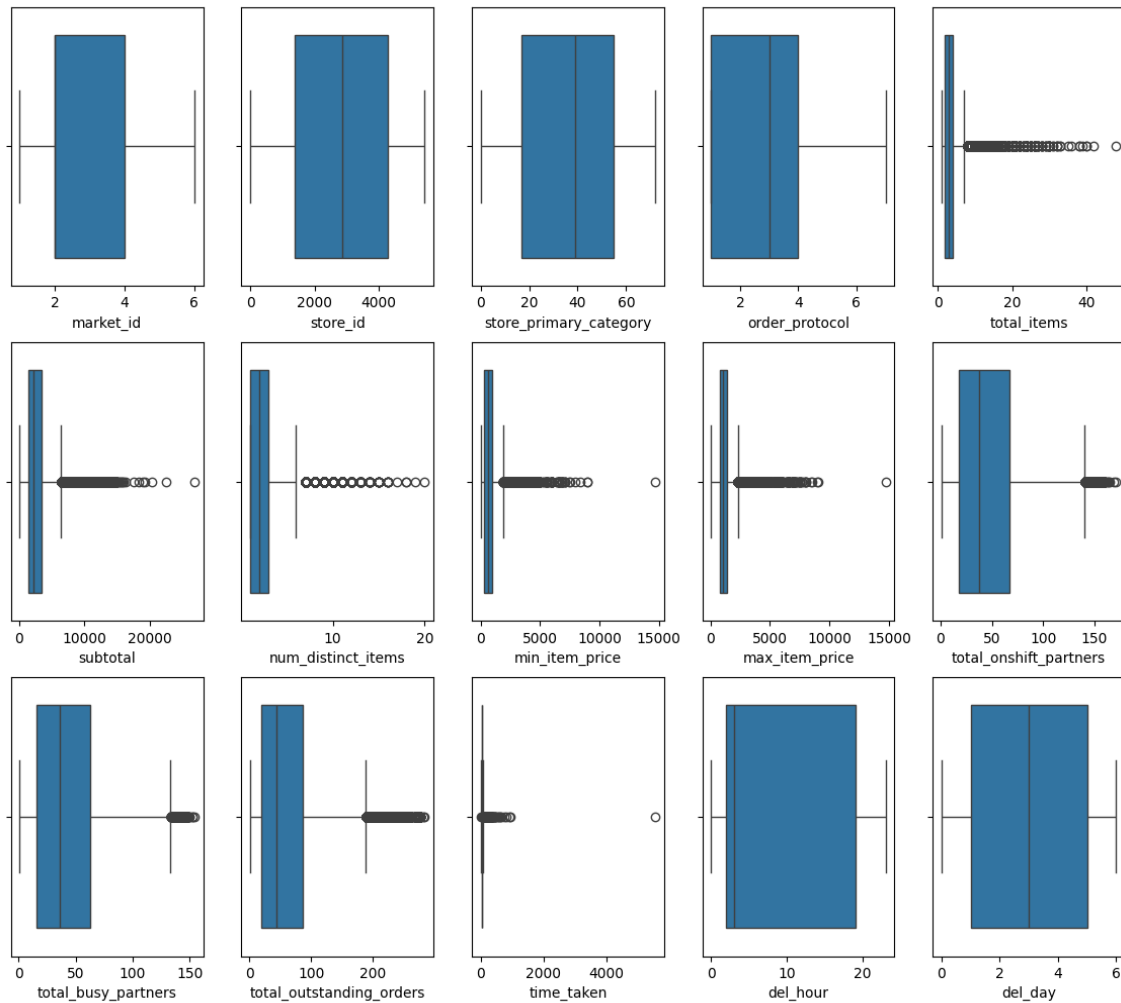 2 4 6
market_id
0 2000 4000
store_id
0 20 40 60
store_primary_category
2 4 6
order_protocol
0 20 40
total_items
0 10000 20000
subtotal
10 20
num_distinct_items
0 5000 10000 15000
min_item_price
0 5000 10000 15000
max_item_price
0 50 100 150
total_onshift_partners
0 50 100 150
total_busy_partners
0 100 200
total_outstanding_orders
0 2000 4000
time_taken
0 10 20
del_hour
0 2 4 6
del_day